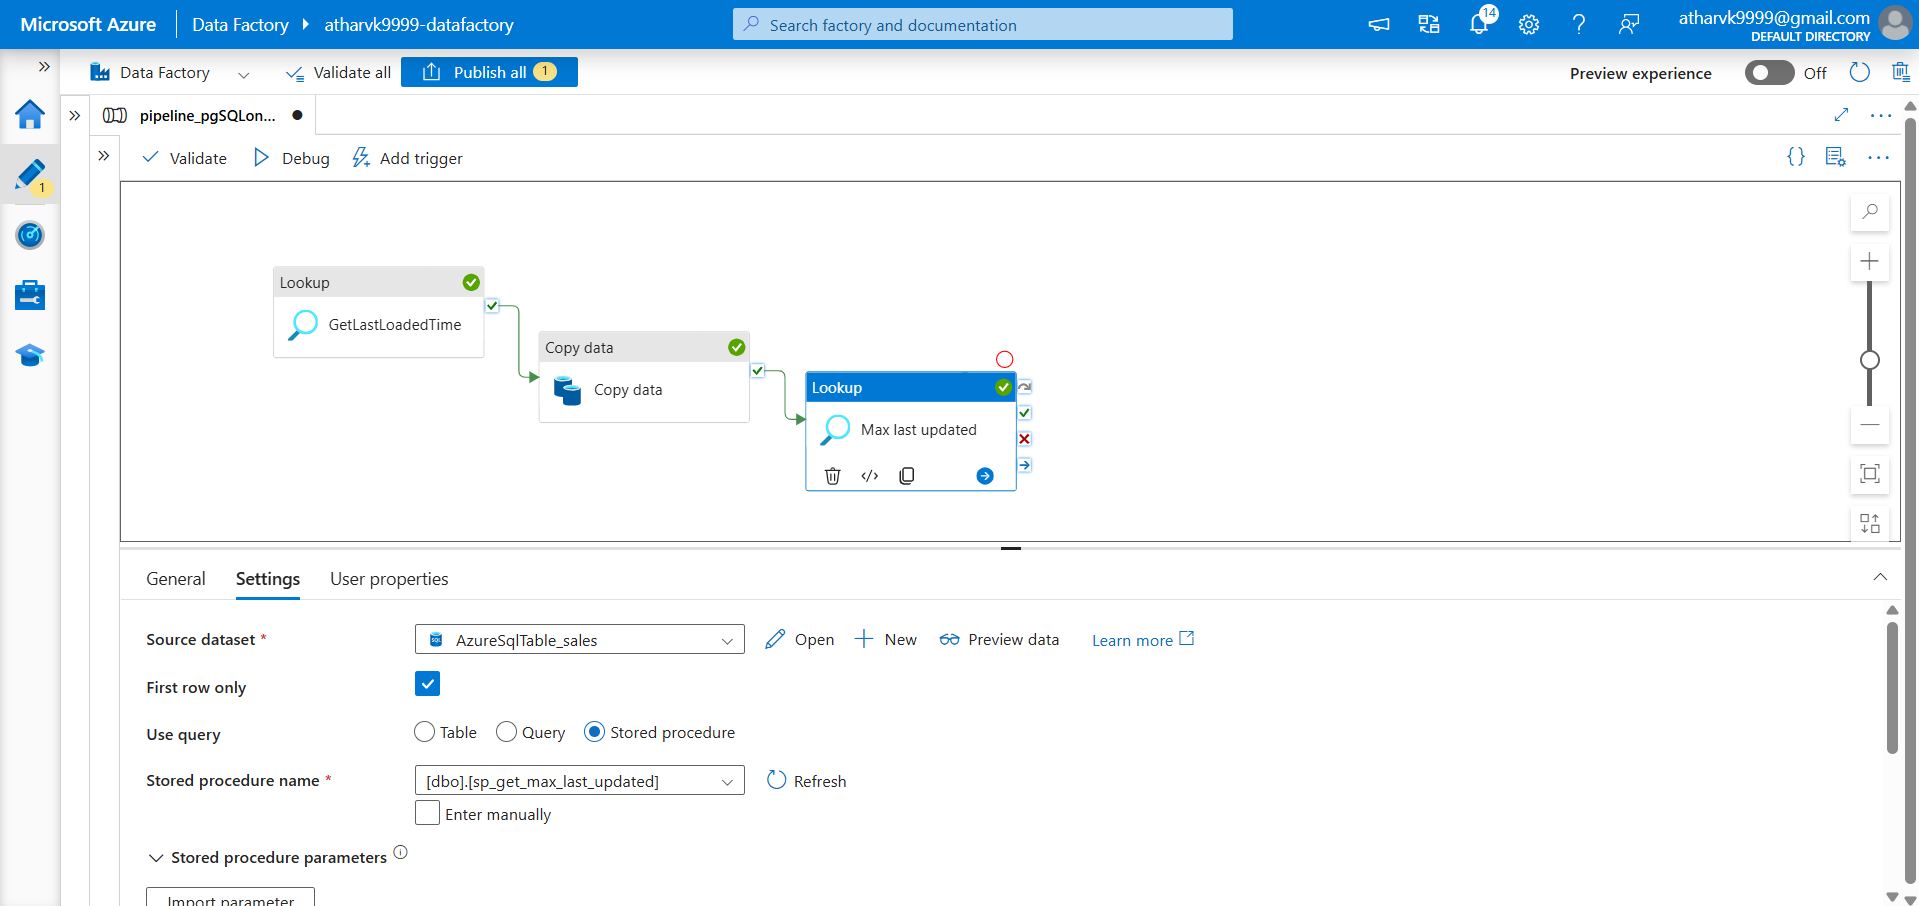 Microsoft Azure
Data Factory
atharvk9999-datafactory
Search factory and documentation
14
atharvk9999@gmail.com
DEFAULT DIRECTORY
Data Factory
Validate all
Publish all
1
Preview experience
Off
pipeline_pgSQLon...
1
Validate
Debug
Add trigger
{}
Lookup
GetLastLoadedTime
Copy data
Copy data
Lookup
Max last updated
General
Settings
User properties
Source dataset *
SQL
AzureSqlTable_sales
Open
New
Preview data
Learn more
First row only
Use query
Table
Query
Stored procedure
Stored procedure name *
[dbo].[sp_get_max_last_updated]
Refresh
Enter manually
Stored procedure parameters
Import parameter